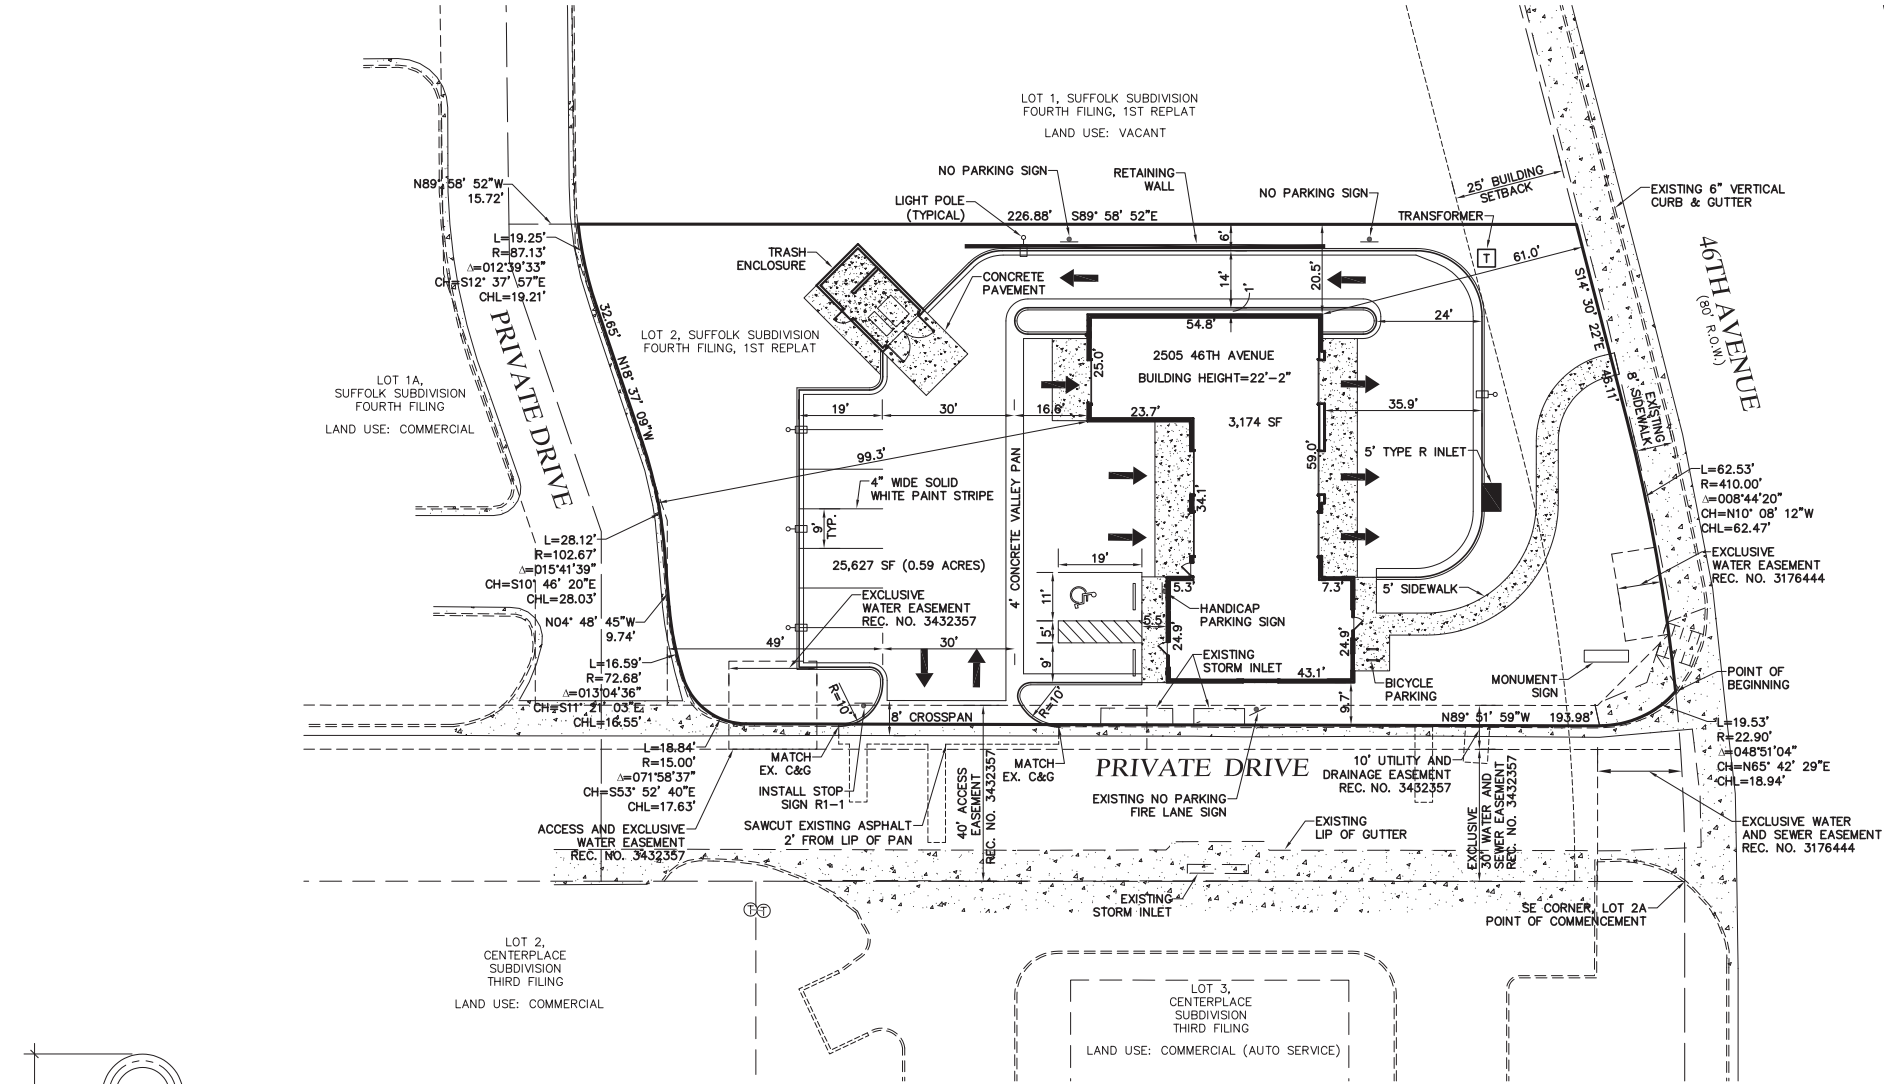 LOT 1, SUFFOLK SUBDIVISION
FOURTH FILING, 1ST REPLAT
LAND USE: VACANT
NO PARKING SIGN
RETAINING
WALL
NO PARKING SIGN
25' BUILDING
SETBACK
EXISTING 6" VERTICAL
CURB & GUTTER
N89° 58' 52"W
15.72'
LIGHT POLE
(TYPICAL)
226.88'
S89° 58' 52"E
TRANSFORMER
T
46TH AVENUE
(80' R.O.W.)
L=19.25'
R=87.13'
Δ=012°39'33"
CH=S12° 37' 57"E
CHL=19.21'
TRASH
ENCLOSURE
CONCRETE
PAVEMENT
6'
14'
20.5'
1'
61.0'
S14° 30' 22"E
45.11'
8' SIDEWALK
EXISTING
PRIVATE DRIVE
32.65'
N18° 37' 09"W
LOT 2, SUFFOLK SUBDIVISION
FOURTH FILING, 1ST REPLAT
54.8'
24'
2505 46TH AVENUE
BUILDING HEIGHT=22'-2"
25.0'
3,174 SF
LOT 1A,
SUFFOLK SUBDIVISION
FOURTH FILING
LAND USE: COMMERCIAL
19'
30'
16.6'
23.7'
35.9'
99.3'
59.0'
5' TYPE R INLET
4" WIDE SOLID
WHITE PAINT STRIPE
9'
TYP.
4' CONCRETE VALLEY PAN
34.1'
L=62.53'
R=410.00'
Δ=008°44'20"
CH=N10° 08' 12"W
CHL=62.47'
L=28.12'
R=102.67'
Δ=015°41'39"
CH=S10° 46' 20"E
CHL=28.03'
25,627 SF (0.59 ACRES)
19'
EXCLUSIVE
WATER EASEMENT
REC. NO. 3176444
EXCLUSIVE
WATER EASEMENT
REC. NO. 3432357
11'
5'
9'
5.3'
7.3'
5' SIDEWALK
HANDICAP
PARKING SIGN
5.5'
N04° 48' 45"W
9.74'
49'
30'
24.9'
24.9'
EXISTING
STORM INLET
L=16.59'
R=72.68'
Δ=013°04'36"
CH=S11° 21' 03"E
CHL=16.55'
43.1'
BICYCLE
PARKING
MONUMENT
SIGN
POINT OF
BEGINNING
R=10'
R=10'
8' CROSSPAN
9.7'
N89° 51' 59"W
193.98'
L=19.53'
R=22.90'
Δ=048°51'04"
CH=N65° 42' 29"E
CHL=18.94'
L=18.84'
R=15.00'
Δ=071°58'37"
CH=S53° 52' 40"E
CHL=17.63'
MATCH
EX. C&G
MATCH
EX. C&G
PRIVATE DRIVE
10' UTILITY AND
DRAINAGE EASEMENT
REC. NO. 3432357
INSTALL STOP
SIGN R1-1
EXISTING NO PARKING
FIRE LANE SIGN
40' ACCESS
EASEMENT
REC. NO. 3432357
EXCLUSIVE
30' WATER AND
SEWER EASEMENT
REC. NO. 3432357
ACCESS AND EXCLUSIVE
WATER EASEMENT
REC. NO. 3432357
SAWCUT EXISTING ASPHALT
2' FROM LIP OF PAN
EXISTING
LIP OF GUTTER
EXCLUSIVE WATER
AND SEWER EASEMENT
REC. NO. 3176444
EXISTING
STORM INLET
SE CORNER, LOT 2A
POINT OF COMMENCEMENT
T T
LOT 2,
CENTERPLACE
SUBDIVISION
THIRD FILING
LAND USE: COMMERCIAL
LOT 3,
CENTERPLACE
SUBDIVISION
THIRD FILING
LAND USE: COMMERCIAL (AUTO SERVICE)